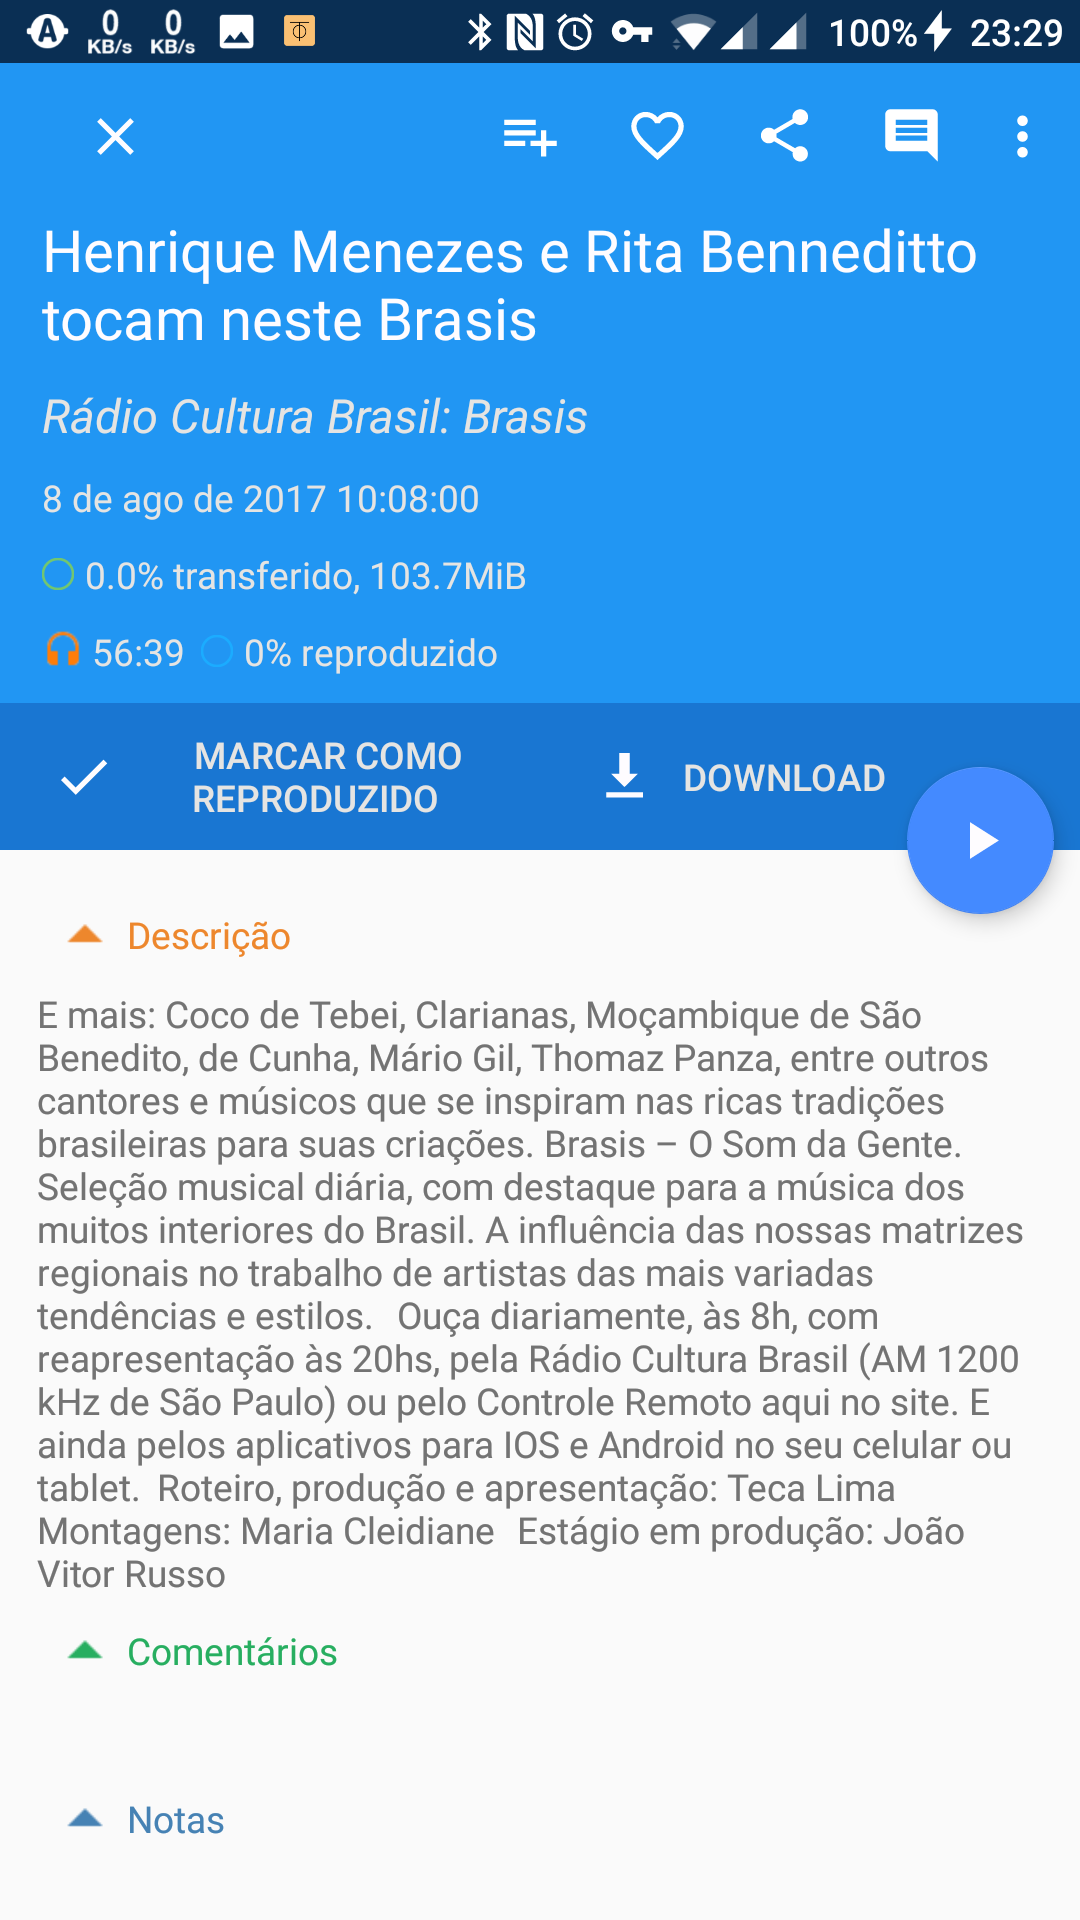 0 KB/s 0 KB/s 100% 23:29
Henrique Menezes e Rita Benneditto
tocam neste Brasis
Rádio Cultura Brasil: Brasis
8 de ago de 2017 10:08:00
0.0% transferido, 103.7MiB
56:39 0% reproduzido
MARCAR COMO
REPRODUZIDO
DOWNLOAD
Descrição
E mais: Coco de Tebei, Clarianas, Moçambique de São
Benedito, de Cunha, Mário Gil, Thomaz Panza, entre outros
cantores e músicos que se inspiram nas ricas tradições
brasileiras para suas criações. Brasis – O Som da Gente.
Seleção musical diária, com destaque para a música dos
muitos interiores do Brasil. A influência das nossas matrizes
regionais no trabalho de artistas das mais variadas
tendências e estilos.   Ouça diariamente, às 8h, com
reapresentação às 20hs, pela Rádio Cultura Brasil (AM 1200
kHz de São Paulo) ou pelo Controle Remoto aqui no site. E
ainda pelos aplicativos para IOS e Android no seu celular ou
tablet.  Roteiro, produção e apresentação: Teca Lima
Montagens: Maria Cleidiane   Estágio em produção: João
Vitor Russo
Comentários
Notas